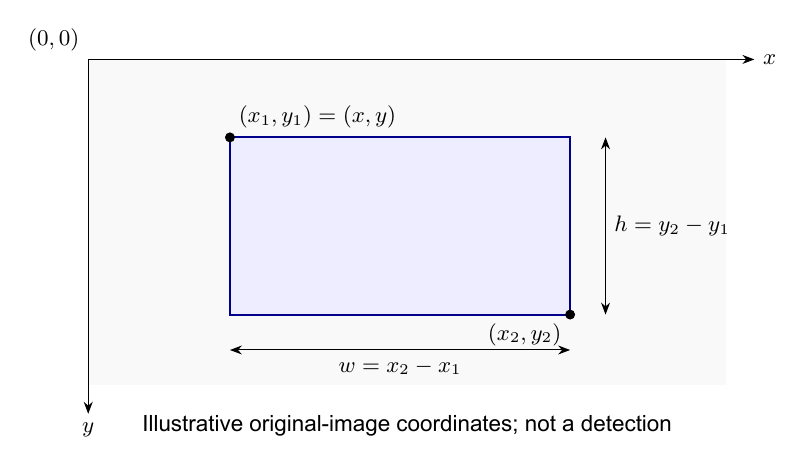 (0, 0)
x
(x₁, y₁) = (x, y)
h = y₂ − y₁
(x₂, y₂)
w = x₂ − x₁
y
Illustrative original-image coordinates; not a detection